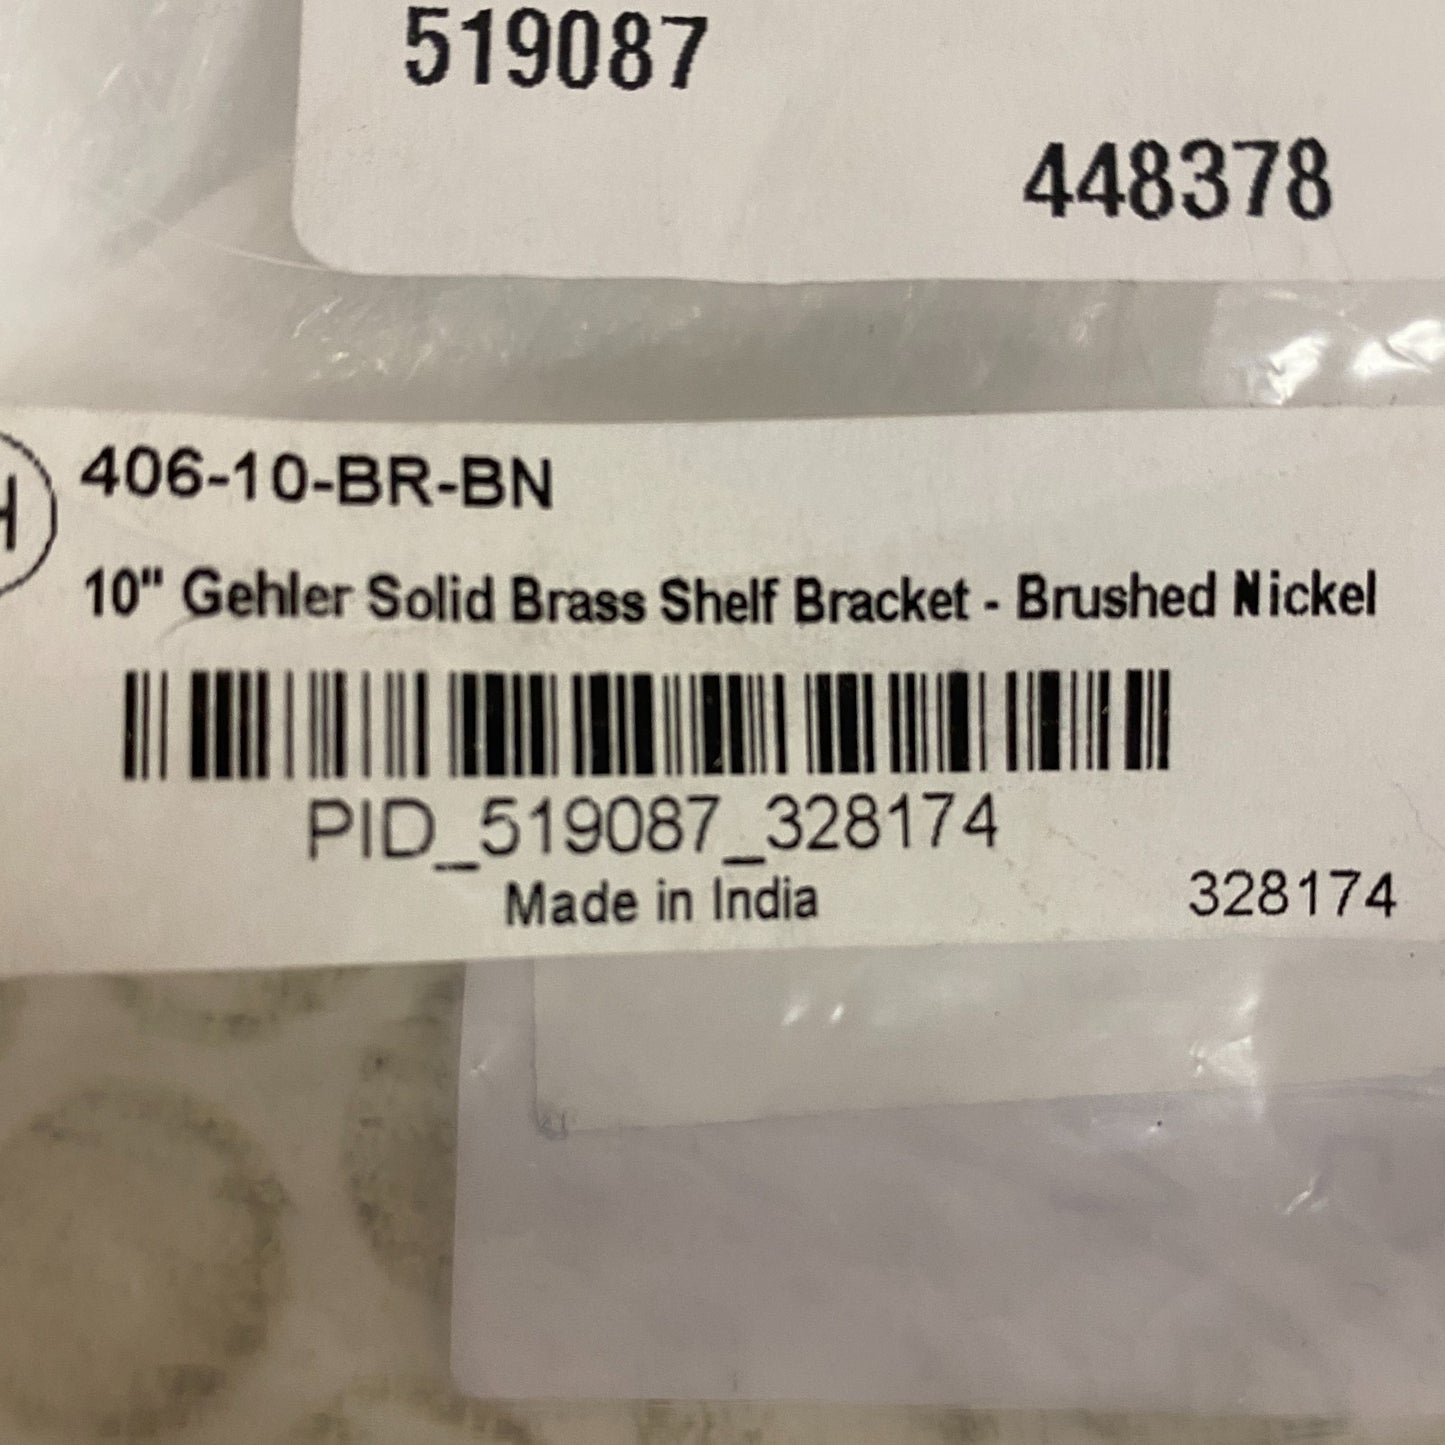 519087
448378
406-10-BR-BN
10" Gehler Solid Brass Shelf Bracket - Brushed Nickel
PID_519087_328174
Made in India
328174